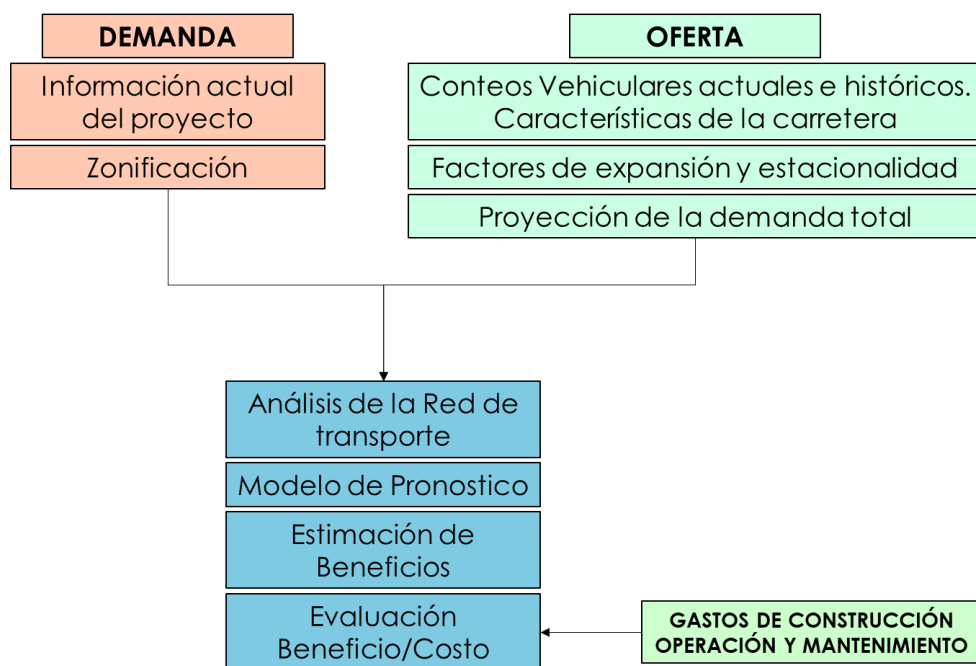 DEMANDA
Información actual
del proyecto
Zonificación
OFERTA
Conteos Vehiculares actuales e históricos.
Características de la carretera
Factores de expansión y estacionalidad
Proyección de la demanda total
Análisis de la Red de
transporte
Modelo de Pronostico
Estimación de
Beneficios
Evaluación
Beneficio/Costo
GASTOS DE CONSTRUCCIÓN
OPERACIÓN Y MANTENIMIENTO